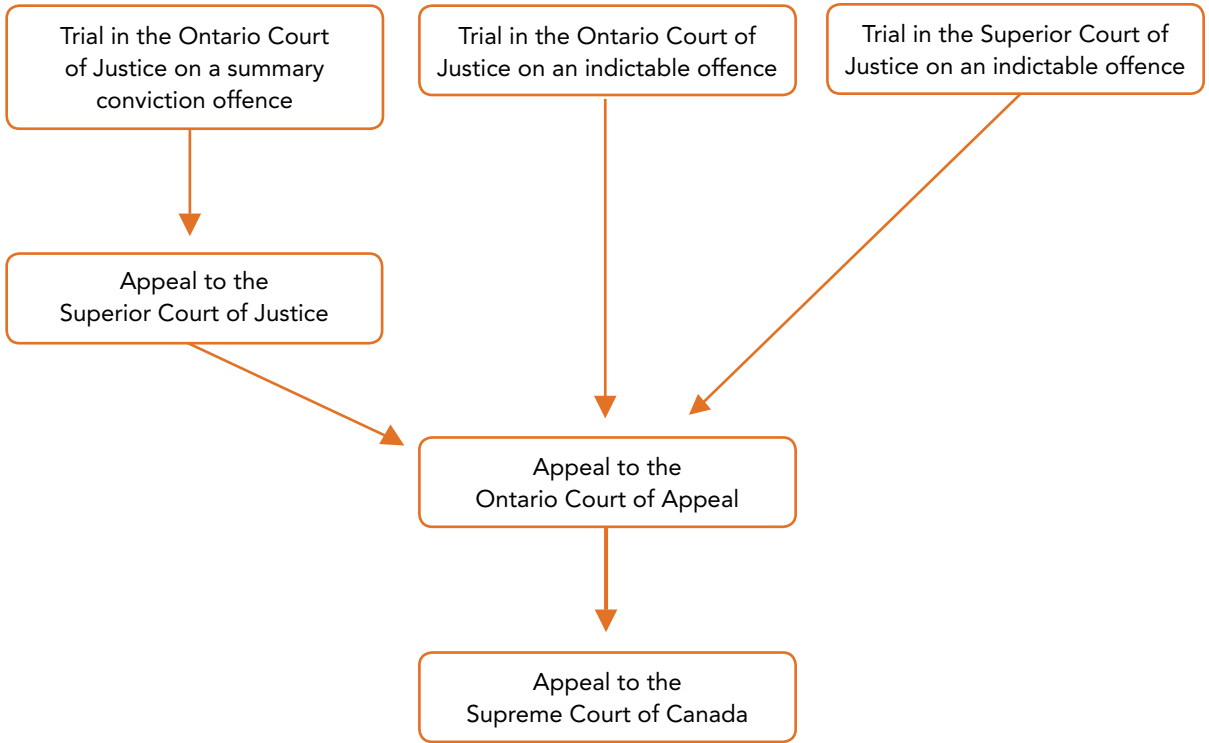 Trial in the Ontario Court
of Justice on a summary
conviction offence
Trial in the Ontario Court of
Justice on an indictable offence
Trial in the Superior Court of
Justice on an indictable offence
Appeal to the
Superior Court of Justice
Appeal to the
Ontario Court of Appeal
Appeal to the
Supreme Court of Canada